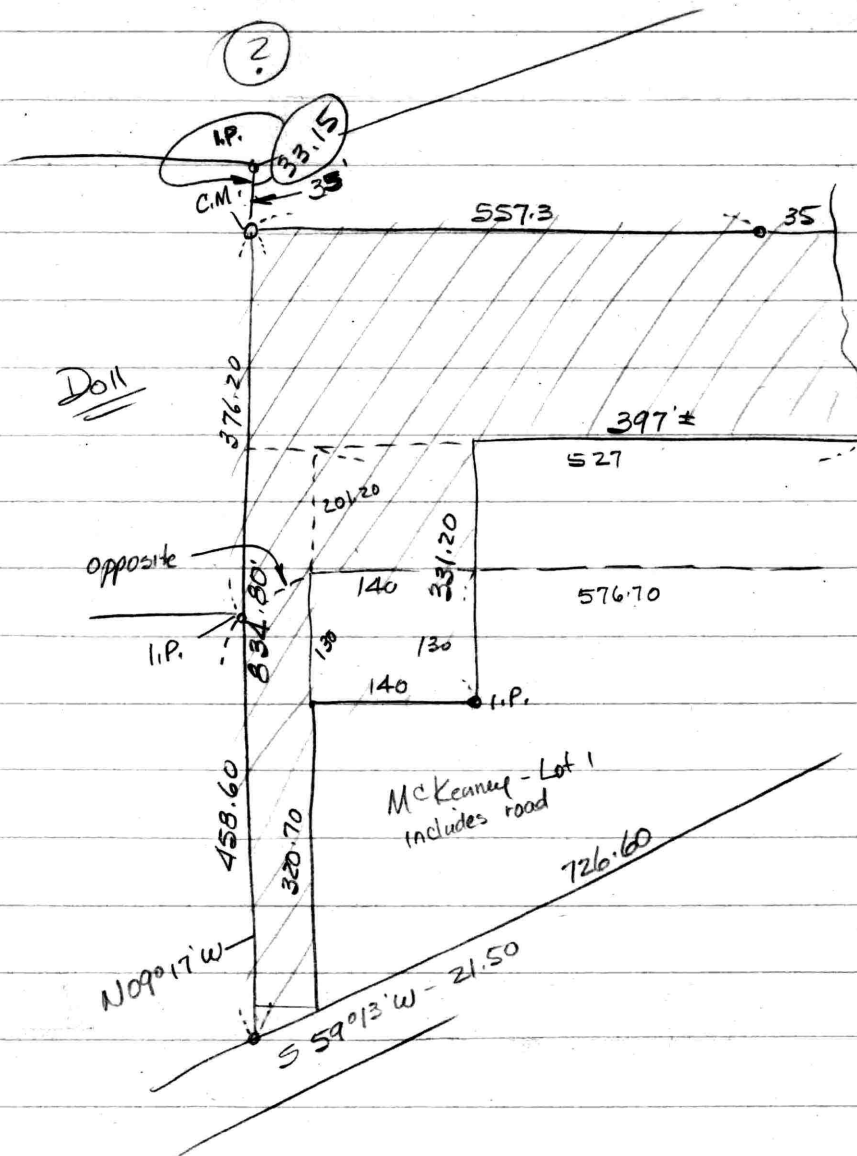 ?
I.P.
33.15
C.M.
35'
557.3
35
Doll
376.20
397' ±
527
201.20
331.20
opposite
834.80'
140
576.70
I.P.
130
130
140
I.P.
McKenney - Lot 1
includes road
458.60
320.70
726.60
N09°17'W
S 59°13'W - 21.50